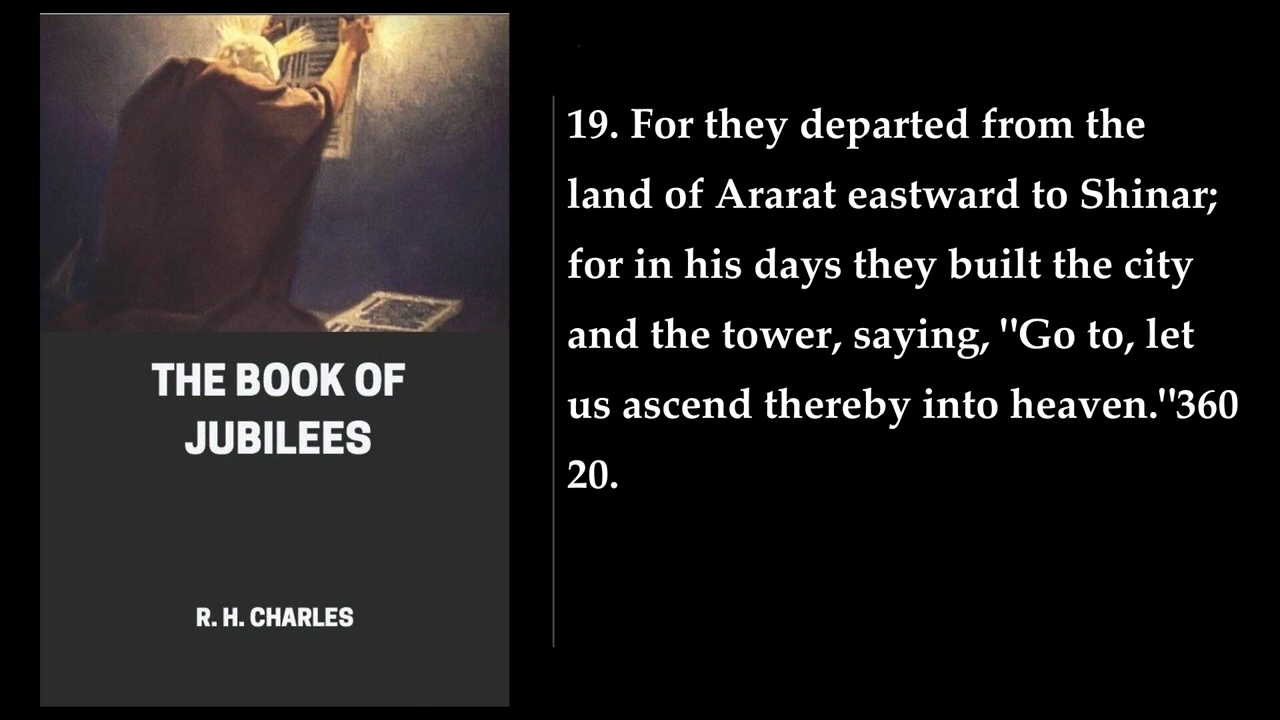 THE BOOK OF
JUBILEES
R. H. CHARLES
19. For they departed from the
land of Ararat eastward to Shinar;
for in his days they built the city
and the tower, saying, "Go to, let
us ascend thereby into heaven."360
20.